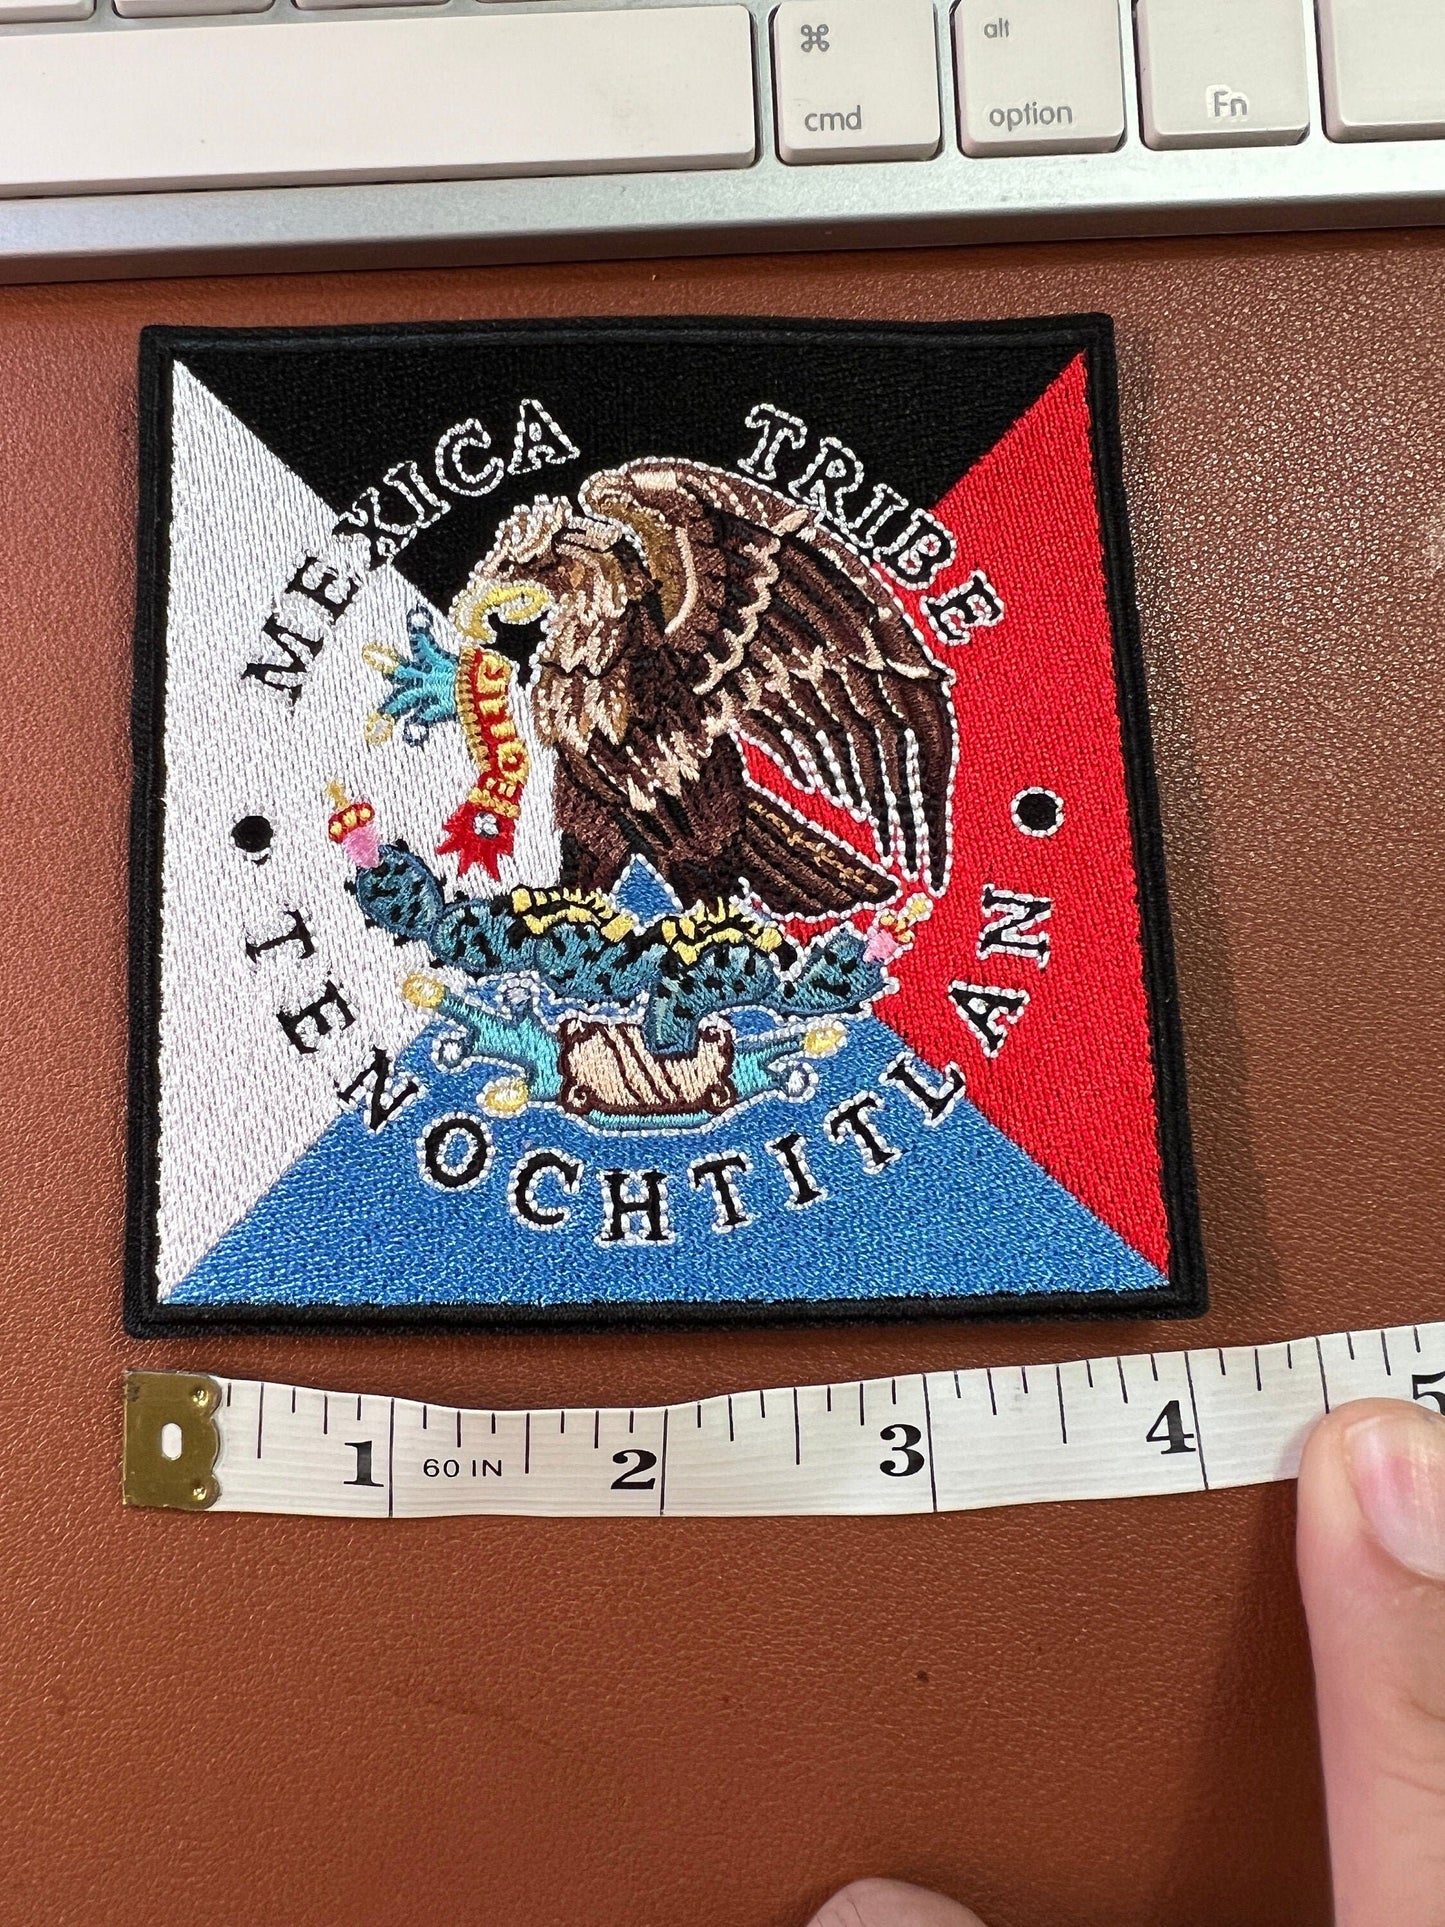 ⌘
alt
cmd
option
Fn
MEXICA TRIBE
• TENOCHTITLAN •
1
60 IN
2
3
4
5